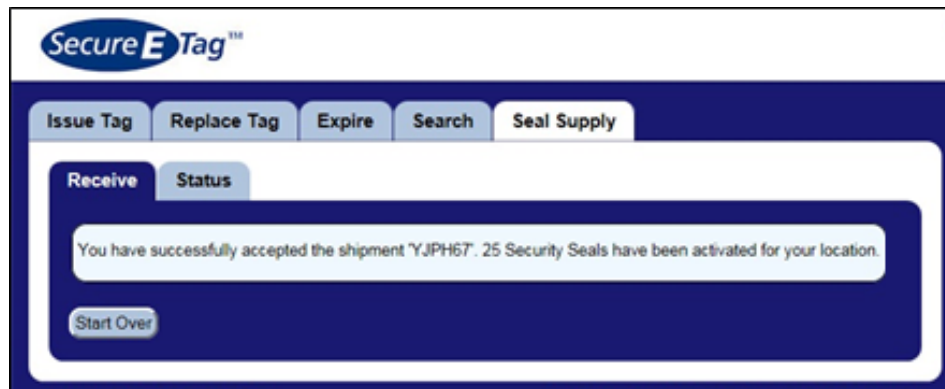 Secure E Tag™
Issue Tag Replace Tag Expire Search Seal Supply
Receive Status
You have successfully accepted the shipment 'YJPH67'. 25 Security Seals have been activated for your location.
Start Over